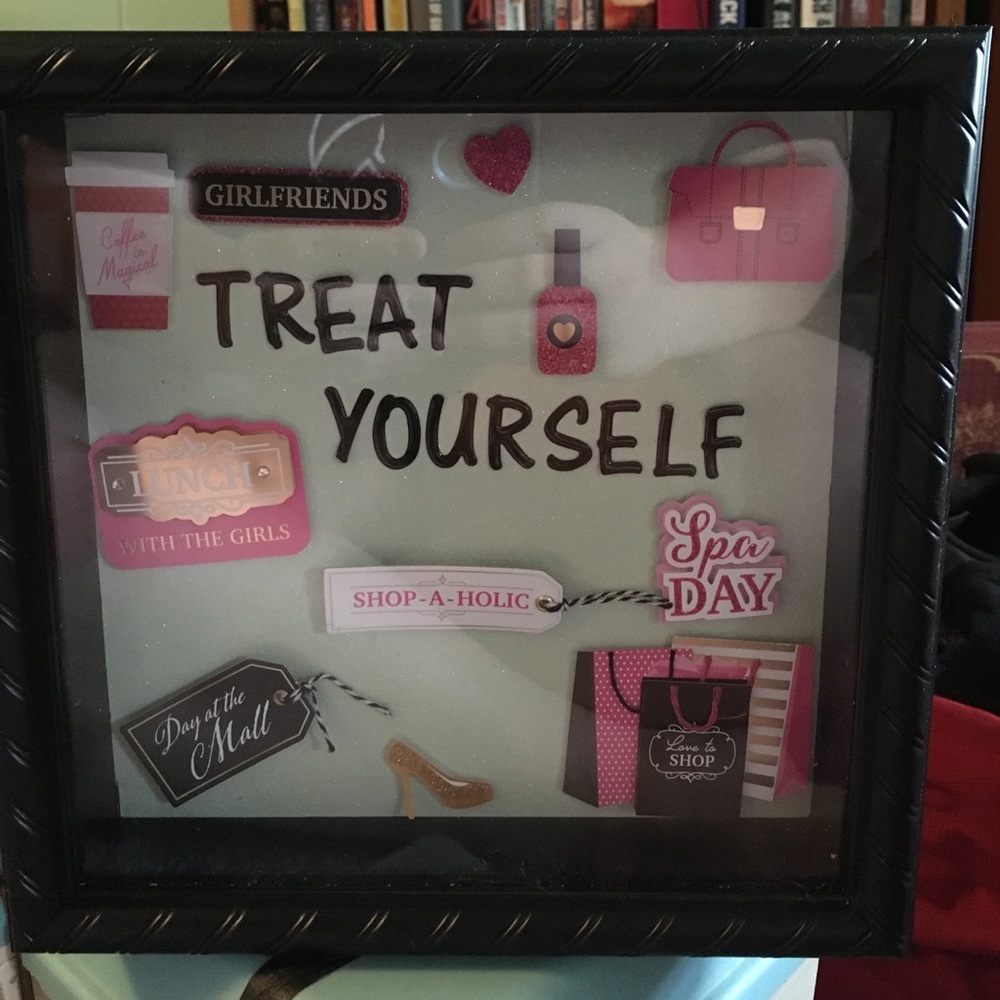 Coffee
is
Magical
GIRLFRIENDS
TREAT
YOURSELF
LUNCH
WITH THE GIRLS
SHOP-A-HOLIC
Spa
DAY
Day at the
Mall
Love to
SHOP